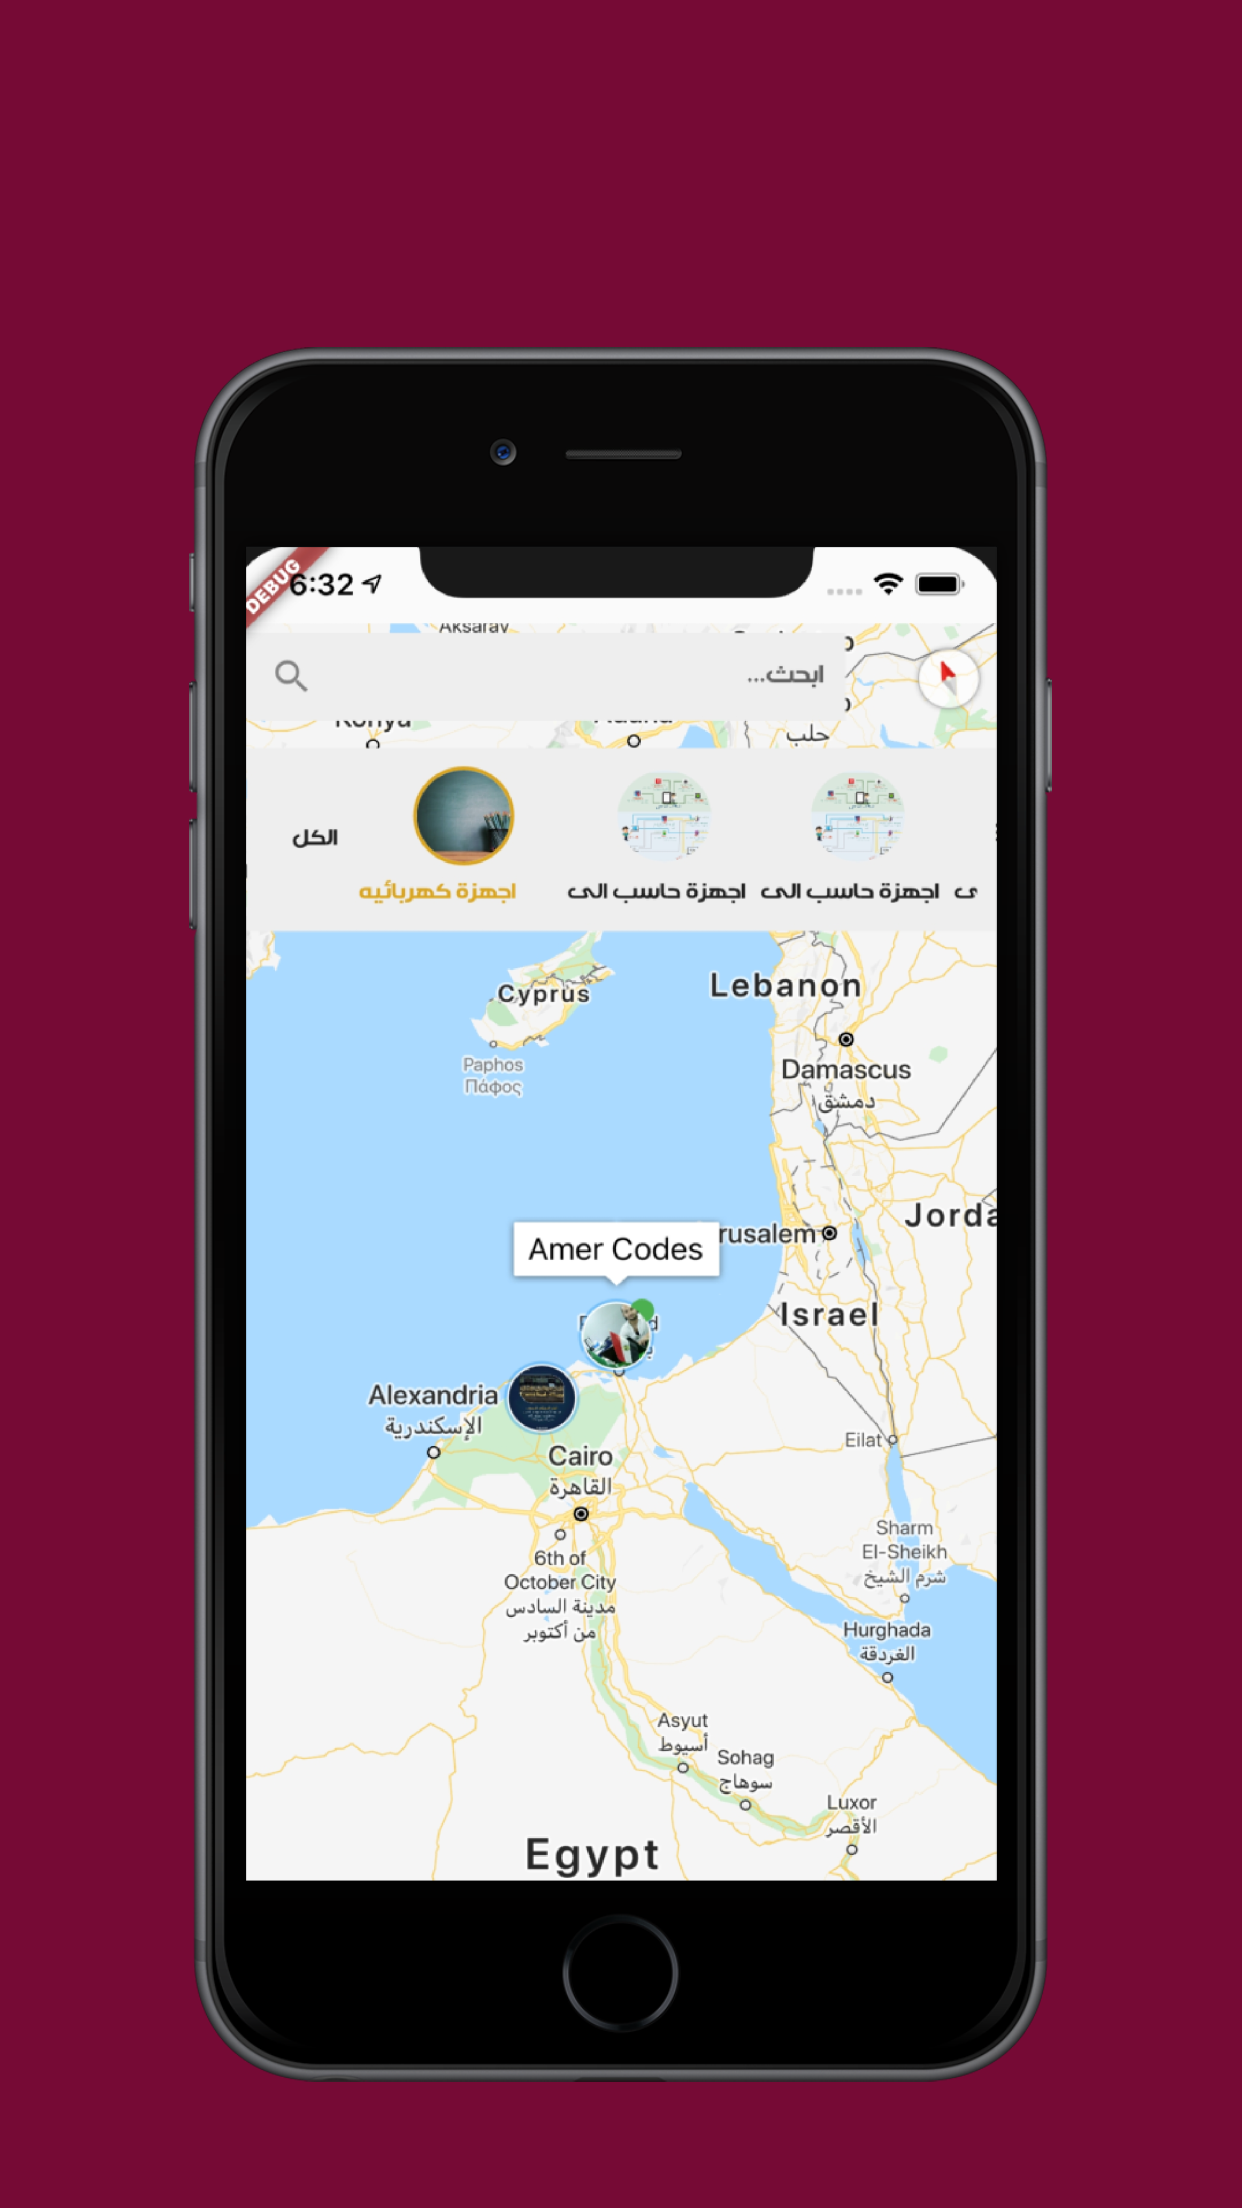 DEBUG
6:32
Aksaray
ابحث...
Konya
حلب
الكل
اجهزة كهربائيه
اجهزة حاسب الى
اجهزة حاسب الى
ى
Cyprus
Lebanon
Paphos
Πάφος
Damascus
دمشق
Jorda
rusalem
Amer Codes
Israel
Alexandria
الإسكندرية
Eilat
Cairo
القاهرة
Sharm
El-Sheikh
شرم الشيخ
6th of
October City
مدينة السادس
من أكتوبر
Hurghada
الغردقة
Asyut
أسيوط
Sohag
سوهاج
Luxor
الأقصر
Egypt